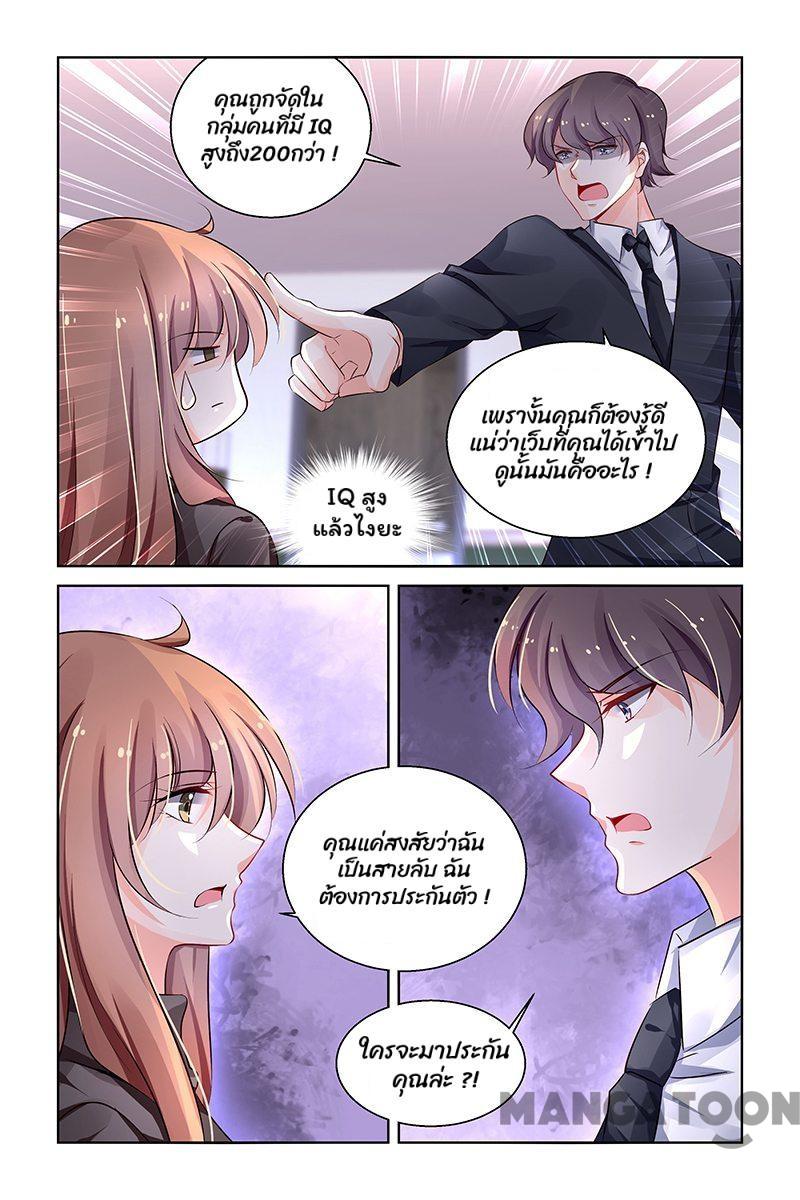 คุณถูกจัดใน
กลุ่มคนที่มี IQ
สูงถึง200กว่า !
เพรางั้นคุณก็ต้องรู้ดี
แน่ว่าเว็บที่คุณได้เข้าไป
ดูนั้นมันคืออะไร !
IQ สูง
แล้วไงยะ
คุณแค่สงสัยว่าฉัน
เป็นสายลับ ฉัน
ต้องการประกันตัว !
ใครจะมาประกัน
คุณล่ะ ?!
MANGATOON